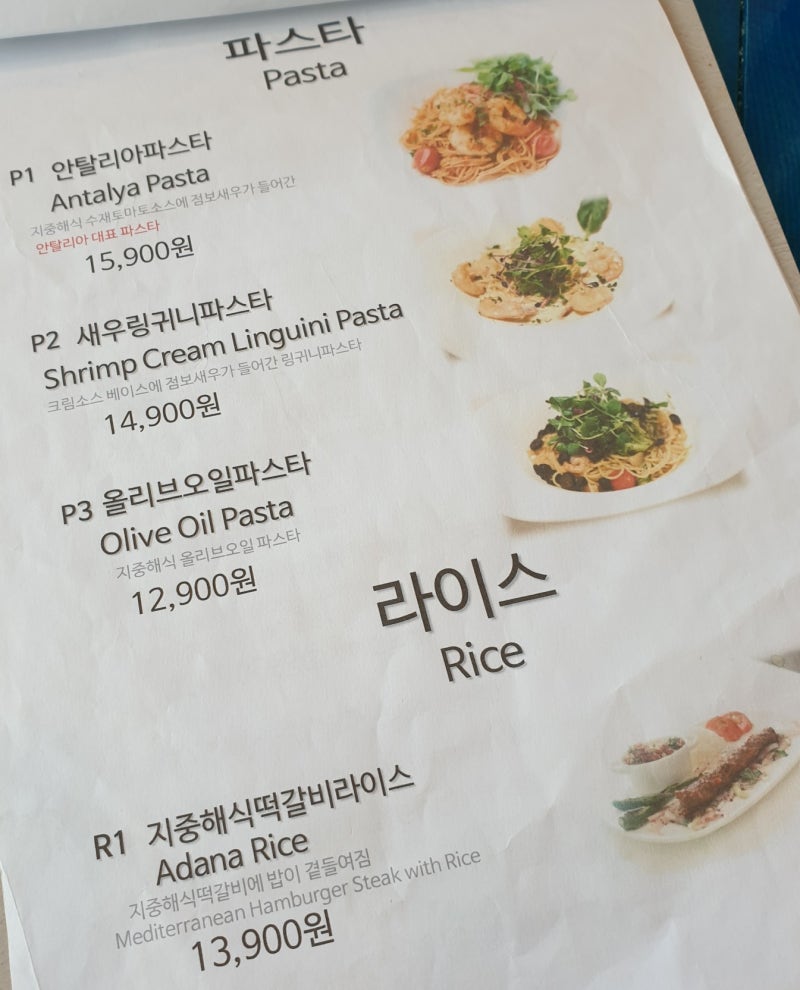 파스타
Pasta
P1 안탈리아파스타
Antalya Pasta
지중해식 수재토마토소스에 점보새우가 들어간
안탈리아 대표 파스타
15,900원
P2 새우링귀니파스타
Shrimp Cream Linguini Pasta
크림소스 베이스에 점보새우가 들어간 링귀니파스타
14,900원
P3 올리브오일파스타
Olive Oil Pasta
지중해식 올리브오일 파스타
12,900원
라이스
Rice
R1 지중해식떡갈비라이스
Adana Rice
지중해식떡갈비에 밥이 곁들여짐
Mediterranean Hamburger Steak with Rice
13,900원